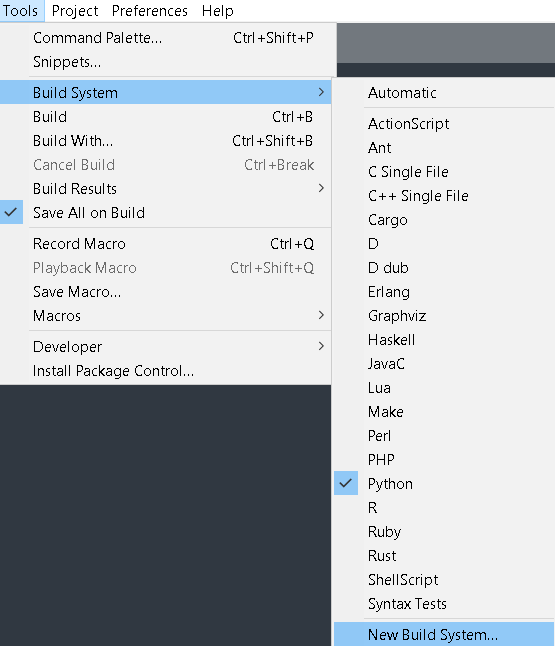 Tools Project Preferences Help
Command Palette... Ctrl+Shift+P
Snippets...
Build System
Build Ctrl+B
Build With... Ctrl+Shift+B
Cancel Build Ctrl+Break
Build Results
Save All on Build
Record Macro Ctrl+Q
Playback Macro Ctrl+Shift+Q
Save Macro...
Macros
Developer
Install Package Control...
Automatic
ActionScript
Ant
C Single File
C++ Single File
Cargo
D
D dub
Erlang
Graphviz
Haskell
JavaC
Lua
Make
Perl
PHP
Python
R
Ruby
Rust
ShellScript
Syntax Tests
New Build System...